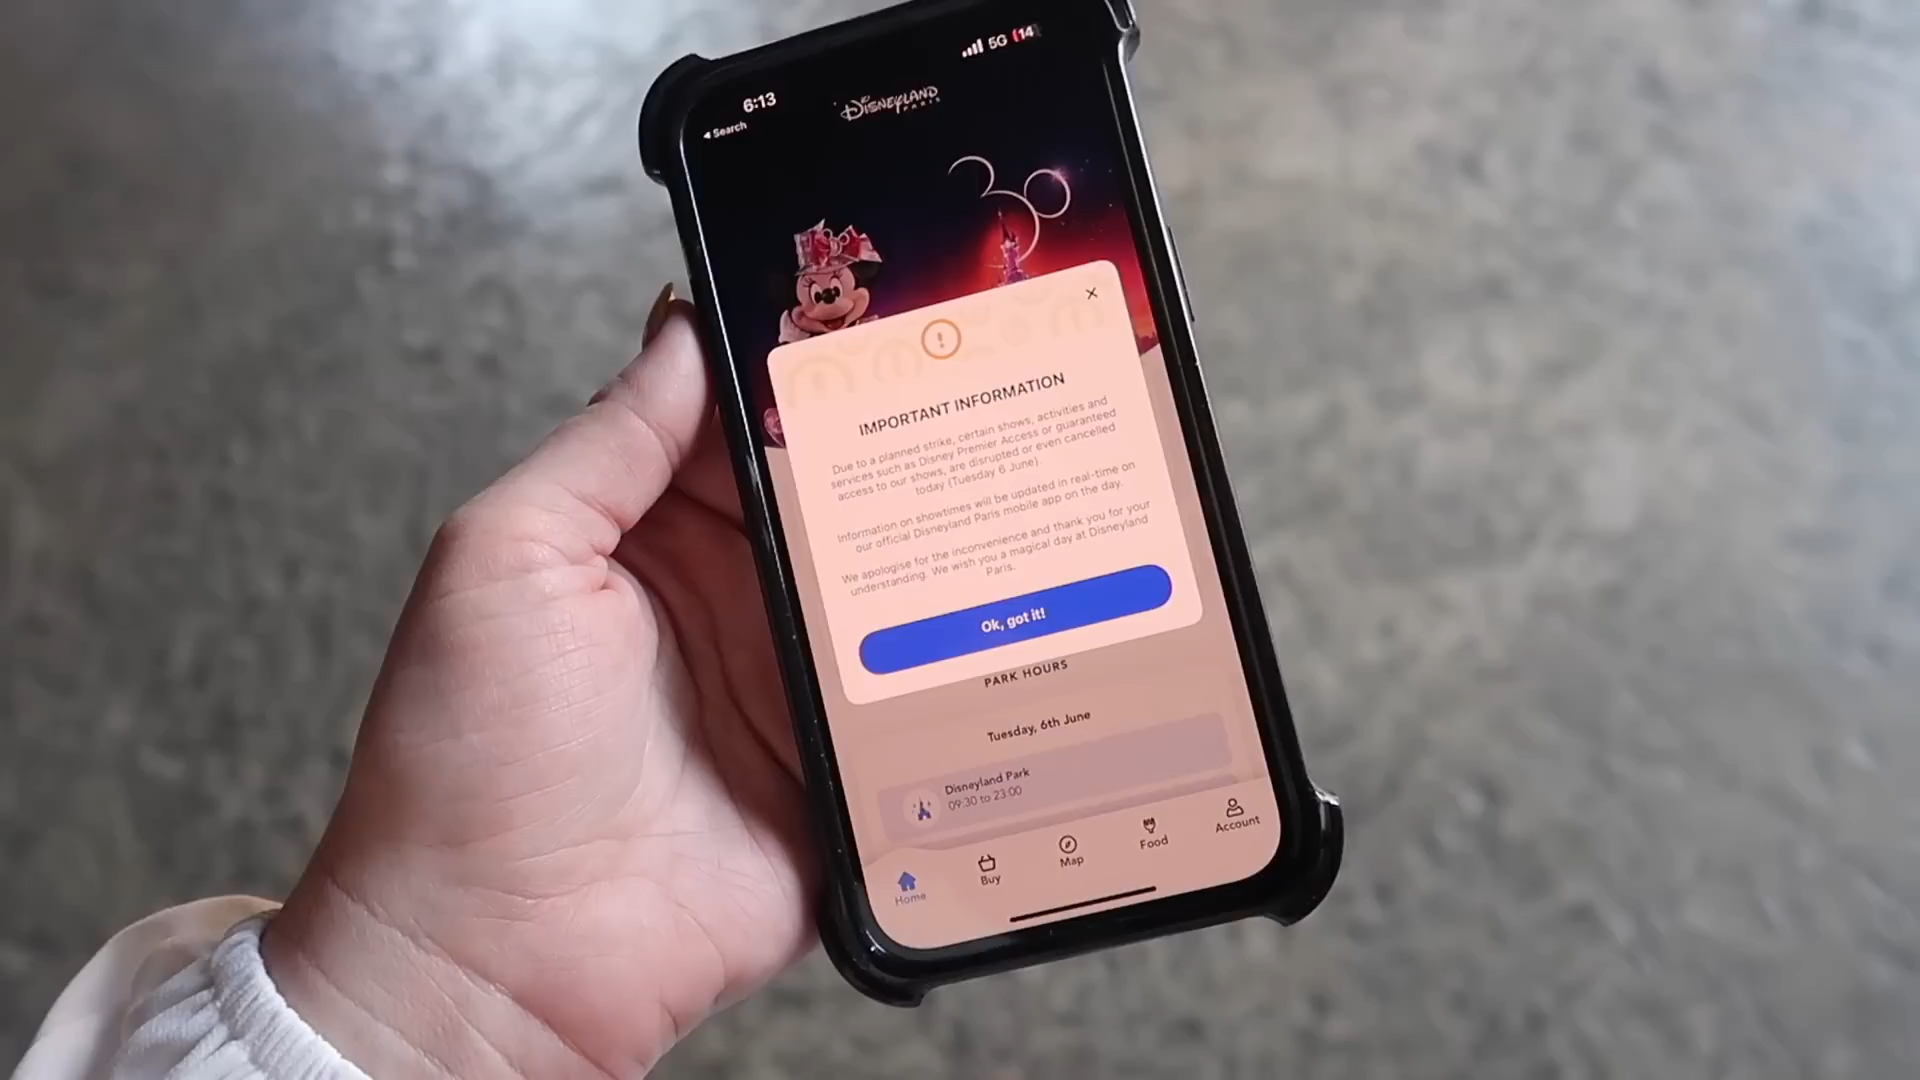 6:13
5G 14
Search
Disneyland
PARIS
30
IMPORTANT INFORMATION
Due to a planned strike, certain shows, activities and
services such as Disney Premier Access or guaranteed
access to our shows, are disrupted or even cancelled
today (Tuesday 6 June).
Information on showtimes will be updated in real-time on
our official Disneyland Paris mobile app on the day.
We apologise for the inconvenience and thank you for your
understanding. We wish you a magical day at Disneyland
Paris.
Ok, got it!
PARK HOURS
Tuesday, 6th June
Disneyland Park
09:30 to 23:00
Home
Buy
Map
Food
Account